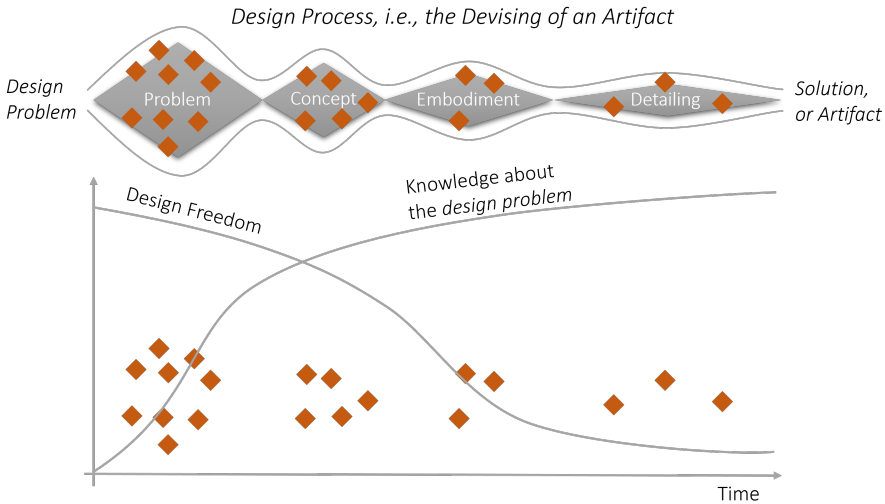 Design Process, i.e., the Devising of an Artifact
Design
Problem
Problem
Concept
Embodiment
Detailing
Solution,
or Artifact
Design Freedom
Knowledge about
the design problem
Time